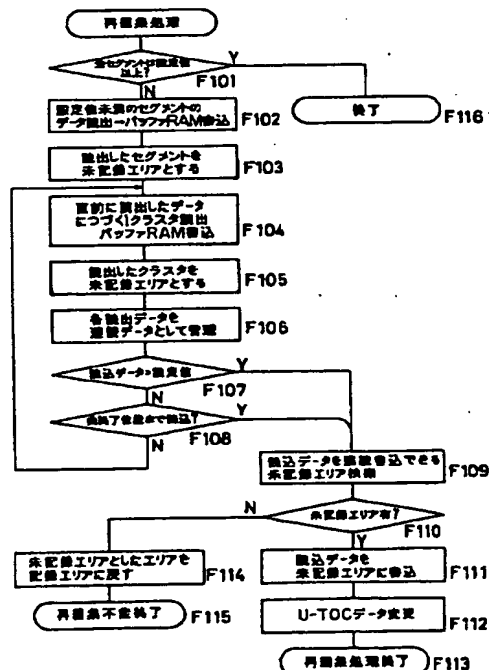 再編集処理
全セグメントは設定値
以上?
Y
F101
N
終了
F116
設定値未満のセグメントの
データ読出→バッファRAM書込
F102
読出したセグメントを
未記録エリアとする
F103
直前に読出したデータ
につづく1クラスタ読出
バッファRAM書込
F104
読出したクラスタを
未記録エリアとする
F105
各読出データを
連続データとして管理
F106
読込データ>設定値
Y
F107
N
曲終了位置まで読込?
Y
F108
N
読込データを連続書込できる
未記録エリア検索
F109
N
未記録エリア有?
F110
Y
未記録エリアとしたエリアを
記録エリアに戻す
F114
読込データを
未記録エリアに書込
F111
再編集不能終了
F115
U-TOCデータ変更
F112
再編集処理終了
F113